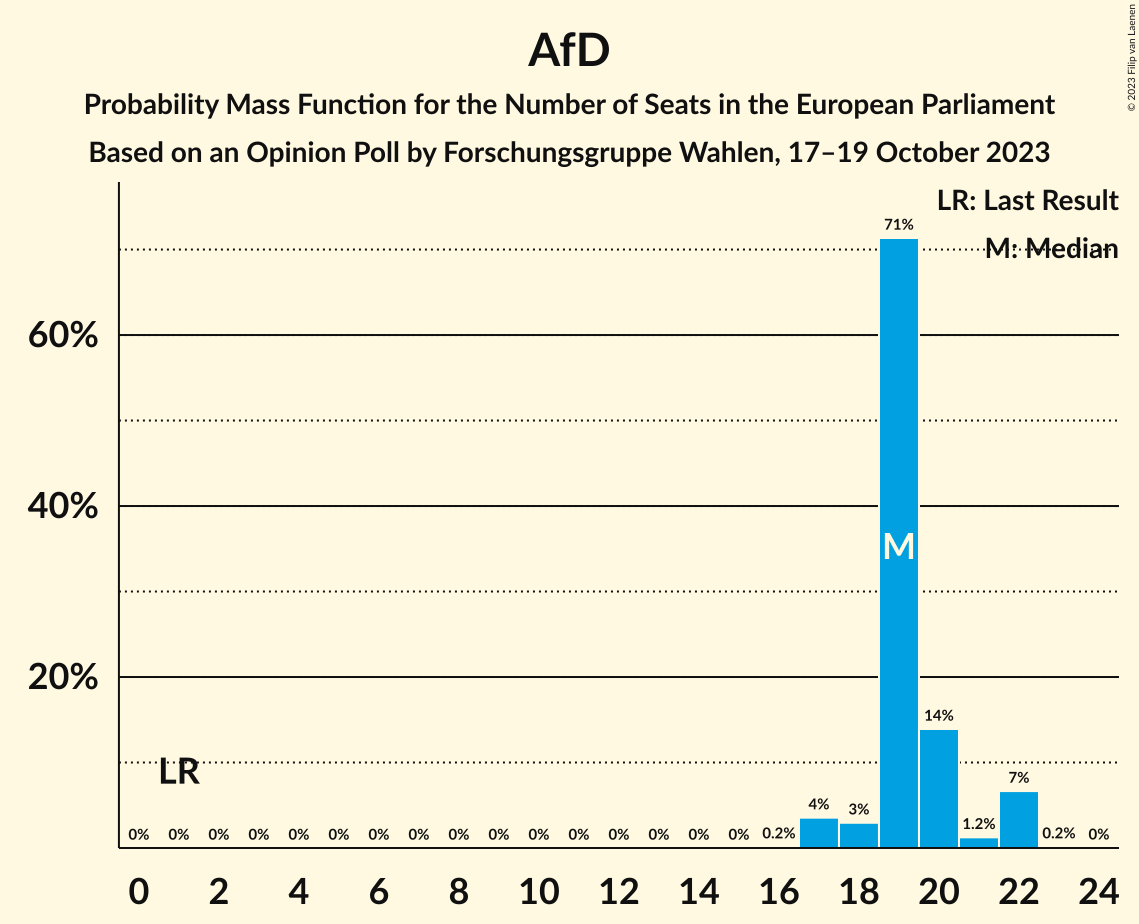 AfD
Probability Mass Function for the Number of Seats in the European Parliament
Based on an Opinion Poll by Forschungsgruppe Wahlen, 17–19 October 2023
© 2023 Filip van Laenen
LR: Last Result
M: Median
71%
60%
40%
M
20%
14%
LR
7%
4%
3%
1.2%
0% 0% 0% 0% 0% 0% 0% 0% 0% 0% 0% 0% 0% 0% 0% 0% 0.2% 0.2% 0%
0 2 4 6 8 10 12 14 16 18 20 22 24